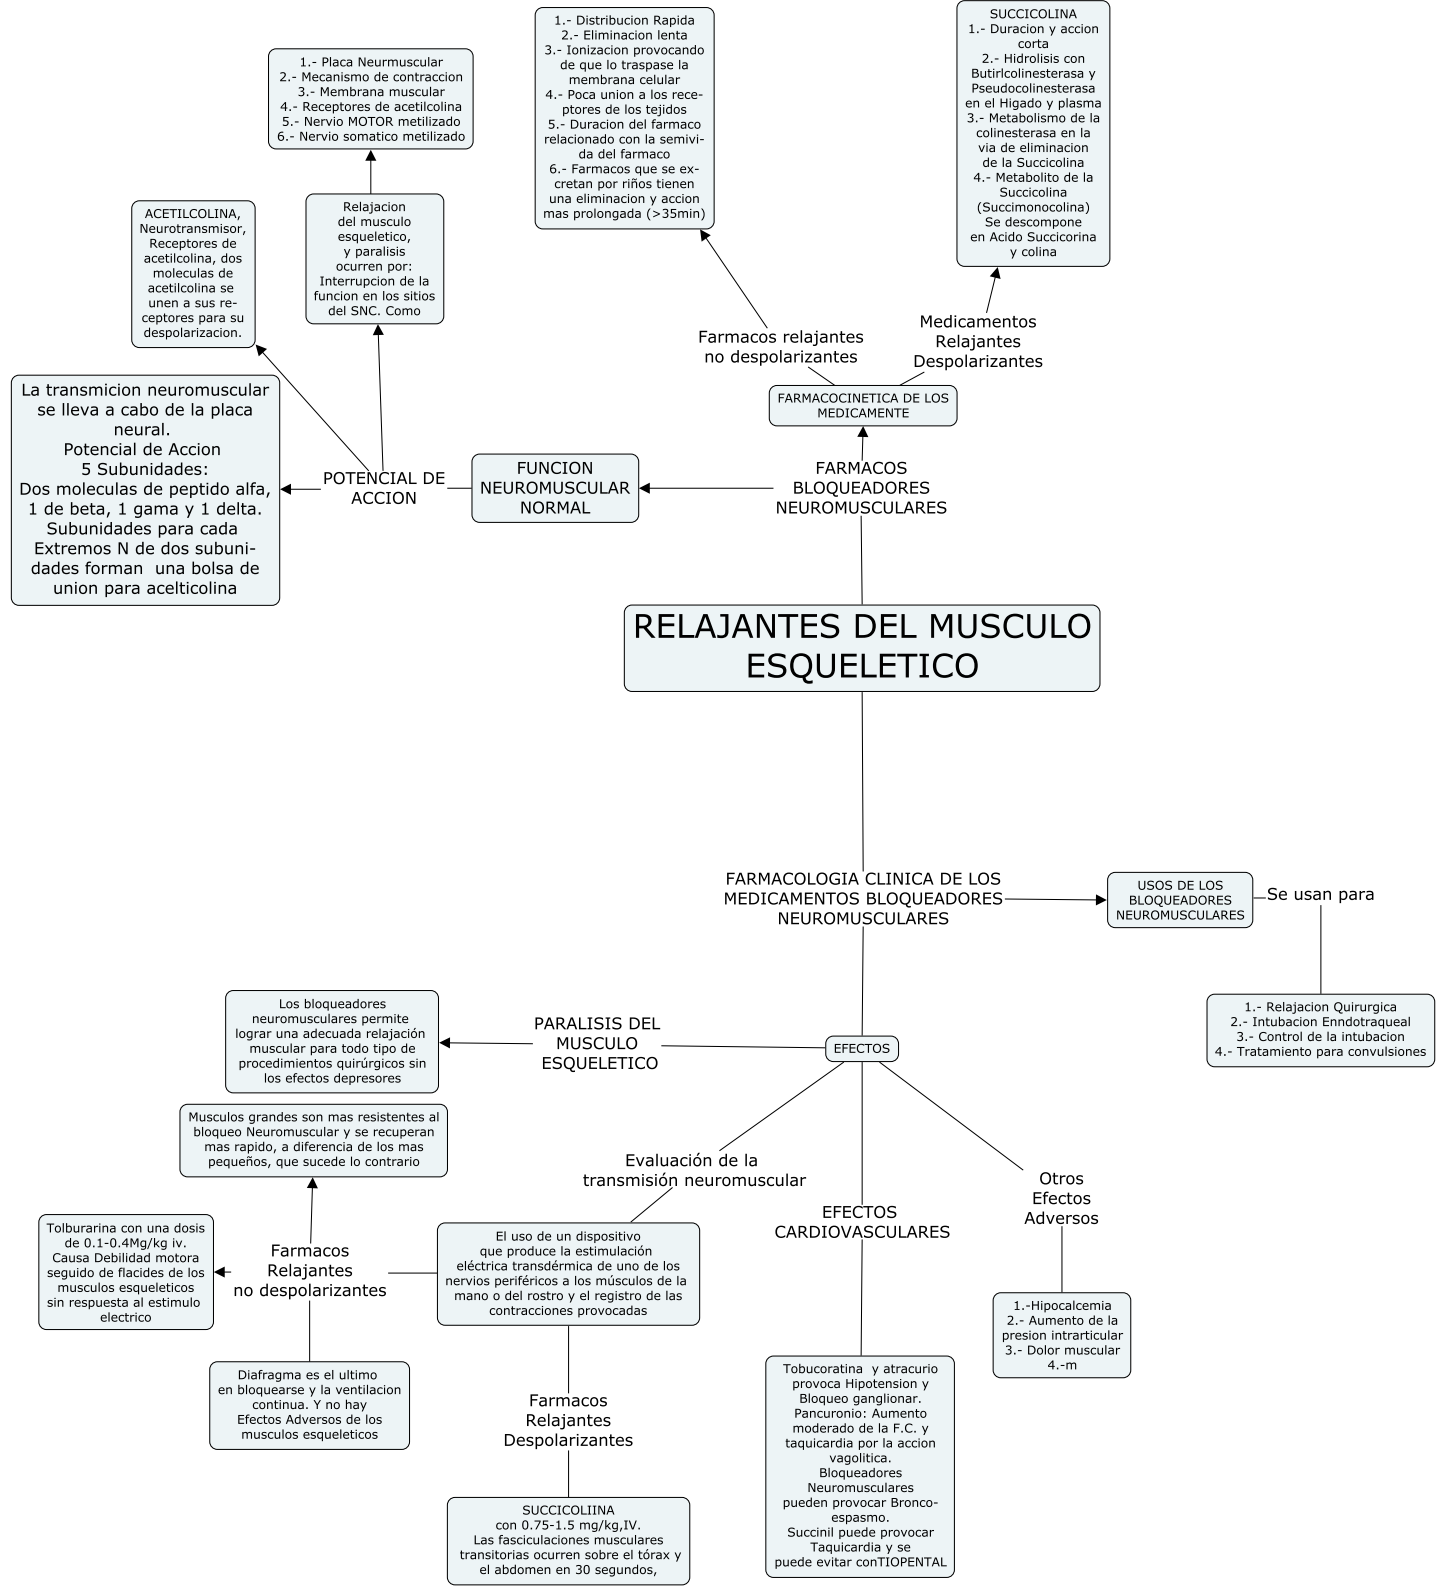 1.- Distribucion Rapida
2.- Eliminacion lenta
3.- Ionizacion provocando
de que lo traspase la
membrana celular
4.- Poca union a los rece-
ptores de los tejidos
5.- Duracion del farmaco
relacionado con la semivi-
da del farmaco
6.- Farmacos que se ex-
cretan por riños tienen
una eliminacion y accion
mas prolongada (>35min)
SUCCICOLINA
1.- Duracion y accion
corta
2.- Hidrolisis con
Butirlcolinesterasa y
Pseudocolinesterasa
en el Higado y plasma
3.- Metabolismo de la
colinesterasa en la
via de eliminacion
de la Succicolina
4.- Metabolito de la
Succicolina
(Succimonocolina)
Se descompone
en Acido Succicorina
y colina
1.- Placa Neurmuscular
2.- Mecanismo de contraccion
3.- Membrana muscular
4.- Receptores de acetilcolina
5.- Nervio MOTOR metilizado
6.- Nervio somatico metilizado
ACETILCOLINA,
Neurotransmisor,
Receptores de
acetilcolina, dos
moleculas de
acetilcolina se
unen a sus re-
ceptores para su
despolarizacion.
Relajacion
del musculo
esqueletico,
y paralisis
ocurren por:
Interrupcion de la
funcion en los sitios
del SNC. Como
Farmacos relajantes
no despolarizantes
Medicamentos
Relajantes
Despolarizantes
FARMACOCINETICA DE LOS
MEDICAMENTE
La transmicion neuromuscular
se lleva a cabo de la placa
neural.
Potencial de Accion
5 Subunidades:
Dos moleculas de peptido alfa,
1 de beta, 1 gama y 1 delta.
Subunidades para cada
Extremos N de dos subuni-
dades forman una bolsa de
union para acelticolina
POTENCIAL DE
ACCION
FUNCION
NEUROMUSCULAR
NORMAL
FARMACOS
BLOQUEADORES
NEUROMUSCULARES
RELAJANTES DEL MUSCULO
ESQUELETICO
FARMACOLOGIA CLINICA DE LOS
MEDICAMENTOS BLOQUEADORES
NEUROMUSCULARES
USOS DE LOS
BLOQUEADORES
NEUROMUSCULARES
Se usan para
1.- Relajacion Quirurgica
2.- Intubacion Enndotraqueal
3.- Control de la intubacion
4.- Tratamiento para convulsiones
Los bloqueadores
neuromusculares permite
lograr una adecuada relajación
muscular para todo tipo de
procedimientos quirúrgicos sin
los efectos depresores
PARALISIS DEL
MUSCULO
ESQUELETICO
EFECTOS
Musculos grandes son mas resistentes al
bloqueo Neuromuscular y se recuperan
mas rapido, a diferencia de los mas
pequeños, que sucede lo contrario
Evaluación de la
transmisión neuromuscular
EFECTOS
CARDIOVASCULARES
Otros
Efectos
Adversos
Tolburarina con una dosis
de 0.1-0.4Mg/kg iv.
Causa Debilidad motora
seguido de flacides de los
musculos esqueleticos
sin respuesta al estimulo
electrico
Farmacos
Relajantes
no despolarizantes
El uso de un dispositivo
que produce la estimulación
eléctrica transdérmica de uno de los
nervios periféricos a los músculos de la
mano o del rostro y el registro de las
contracciones provocadas
1.-Hipocalcemia
2.- Aumento de la
presion intrarticular
3.- Dolor muscular
4.-m
Diafragma es el ultimo
en bloquearse y la ventilacion
continua. Y no hay
Efectos Adversos de los
musculos esqueleticos
Farmacos
Relajantes
Despolarizantes
Tobucoratina y atracurio
provoca Hipotension y
Bloqueo ganglionar.
Pancuronio: Aumento
moderado de la F.C. y
taquicardia por la accion
vagolitica.
Bloqueadores
Neuromusculares
pueden provocar Bronco-
espasmo.
Succinil puede provocar
Taquicardia y se
puede evitar conTIOPENTAL
SUCCICOLIINA
con 0.75-1.5 mg/kg,IV.
Las fasciculaciones musculares
transitorias ocurren sobre el tórax y
el abdomen en 30 segundos,